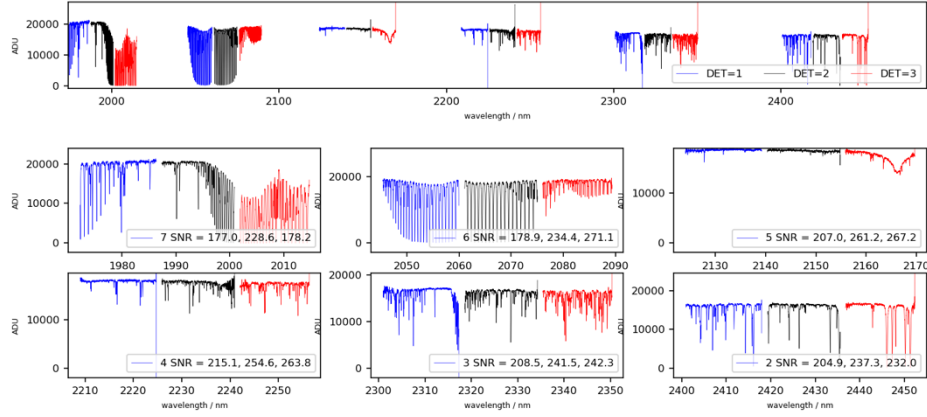 20000
10000
0
ADU
2000 2100 2200 2300 2400
wavelength / nm
DET=1 DET=2 DET=3
20000
15000
10000
5000
0
ADU
7 SNR = 177.0, 228.6, 178.2
1980 1990 2000 2010
20000
10000
0
ADU
6 SNR = 178.9, 234.4, 271.1
2050 2060 2070 2080 2090
10000
0
ADU
5 SNR = 207.0, 261.2, 267.2
2130 2140 2150 2160 2170
10000
0
ADU
4 SNR = 215.1, 254.6, 263.8
2210 2220 2230 2240 2250
wavelength / nm
20000
10000
0
ADU
3 SNR = 208.5, 241.5, 242.3
2300 2310 2320 2330 2340 2350
wavelength / nm
20000
10000
0
ADU
2 SNR = 204.9, 237.3, 232.0
2400 2410 2420 2430 2440 2450
wavelength / nm